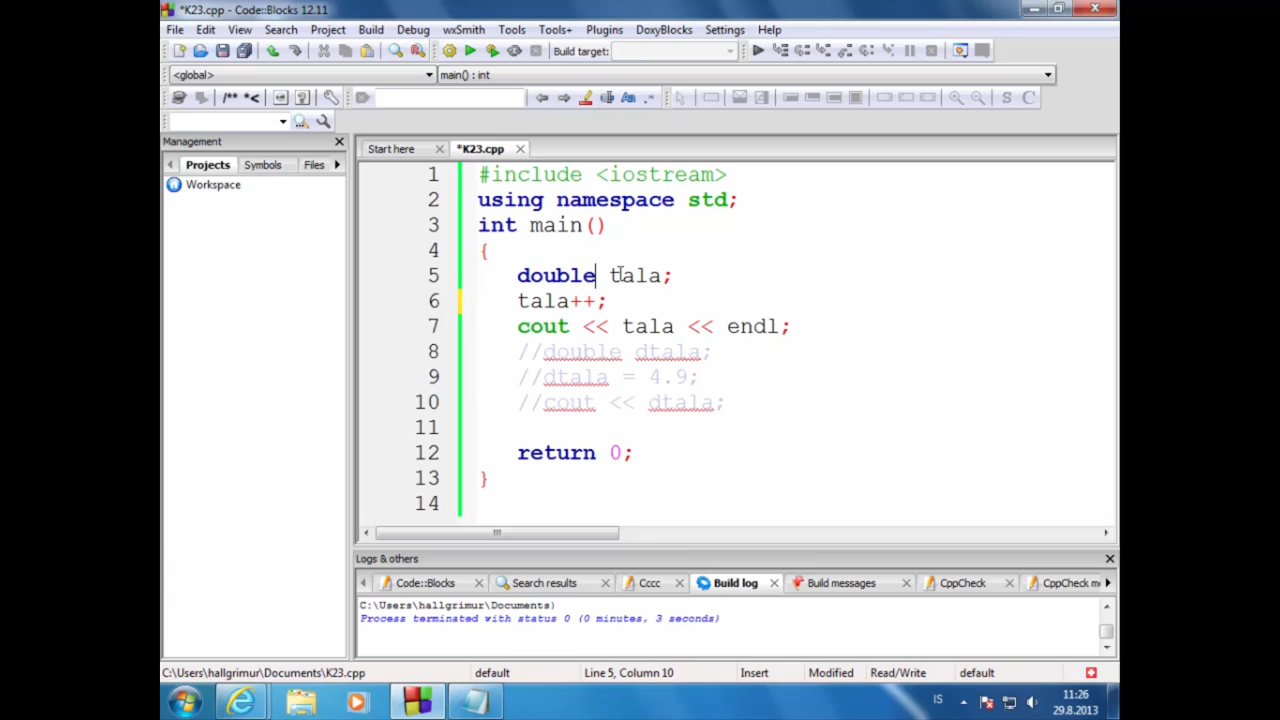 *K23.cpp - Code::Blocks 12.11
File Edit View Search Project Build Debug wxSmith Tools Tools+ Plugins DoxyBlocks Settings Help
Build target:
<global> main() : int
/** *<
Management
Start here *K23.cpp
Projects Symbols Files
Workspace
1 #include <iostream>
2 using namespace std;
3 int main()
4 {
5 double tala;
6 tala++;
7 cout << tala << endl;
8 //double dtala;
9 //dtala = 4.9;
10 //cout << dtala;
11
12 return 0;
13 }
14
Logs & others
Code::Blocks Search results Cccc Build log Build messages CppCheck CppCheck me
C:\Users\hallgrimur\Documents)
Process terminated with status 0 (0 minutes, 3 seconds)
C:\Users\hallgrimur\Documents\K23.cpp default Line 5, Column 10 Insert Modified Read/Write default
IS 11:26
29.8.2013